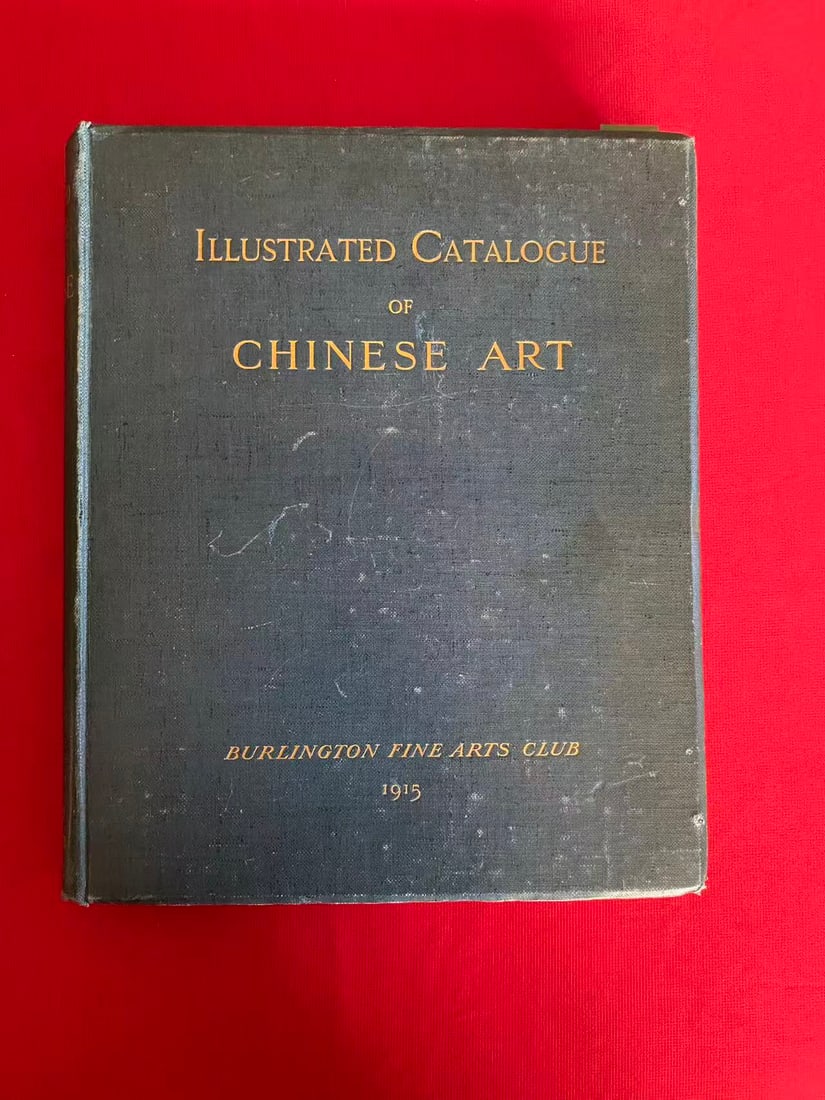 ILLUSTRATED CATALOGUE
OF
CHINESE ART
BURLINGTON FINE ARTS CLUB
1915